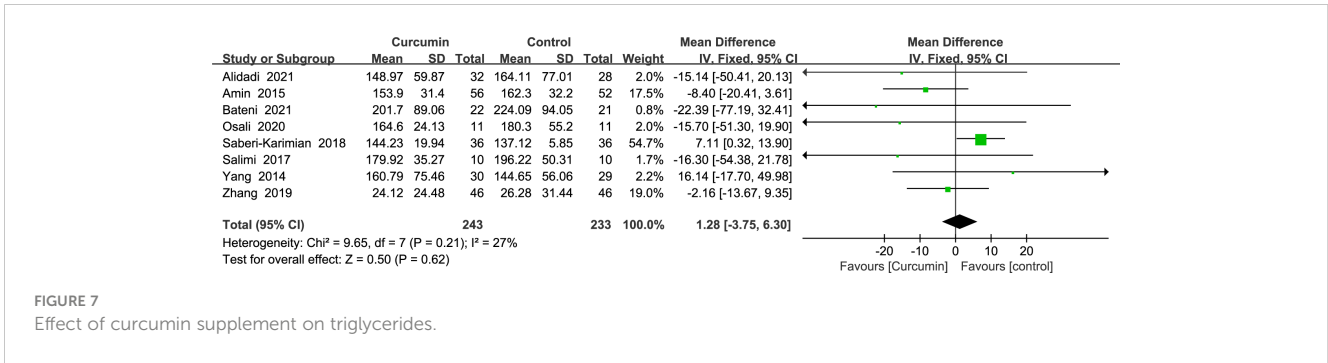 Curcumin Control Mean Difference Mean Difference
Study or Subgroup Mean SD Total Mean SD Total Weight IV, Fixed, 95% CI IV, Fixed, 95% CI
Alidadi 2021 148.97 59.87 32 164.11 77.01 28 2.0% -15.14 [-50.41, 20.13]
Amin 2015 153.9 31.4 56 162.3 32.2 52 17.5% -8.40 [-20.41, 3.61]
Bateni 2021 201.7 89.06 22 224.09 94.05 21 0.8% -22.39 [-77.19, 32.41]
Osali 2020 164.6 24.13 11 180.3 55.2 11 2.0% -15.70 [-51.30, 19.90]
Saberi-Karimian 2018 144.23 19.94 36 137.12 5.85 36 54.7% 7.11 [0.32, 13.90]
Salimi 2017 179.92 35.27 10 196.22 50.31 10 1.7% -16.30 [-54.38, 21.78]
Yang 2014 160.79 75.46 30 144.65 56.06 29 2.2% 16.14 [-17.70, 49.98]
Zhang 2019 24.12 24.48 46 26.28 31.44 46 19.0% -2.16 [-13.67, 9.35]
Total (95% CI) 243 233 100.0% 1.28 [-3.75, 6.30]
Heterogeneity: Chi² = 9.65, df = 7 (P = 0.21); I² = 27%
Test for overall effect: Z = 0.50 (P = 0.62)
-20 -10 0 10 20
Favours [Curcumin] Favours [control]
FIGURE 7
Effect of curcumin supplement on triglycerides.